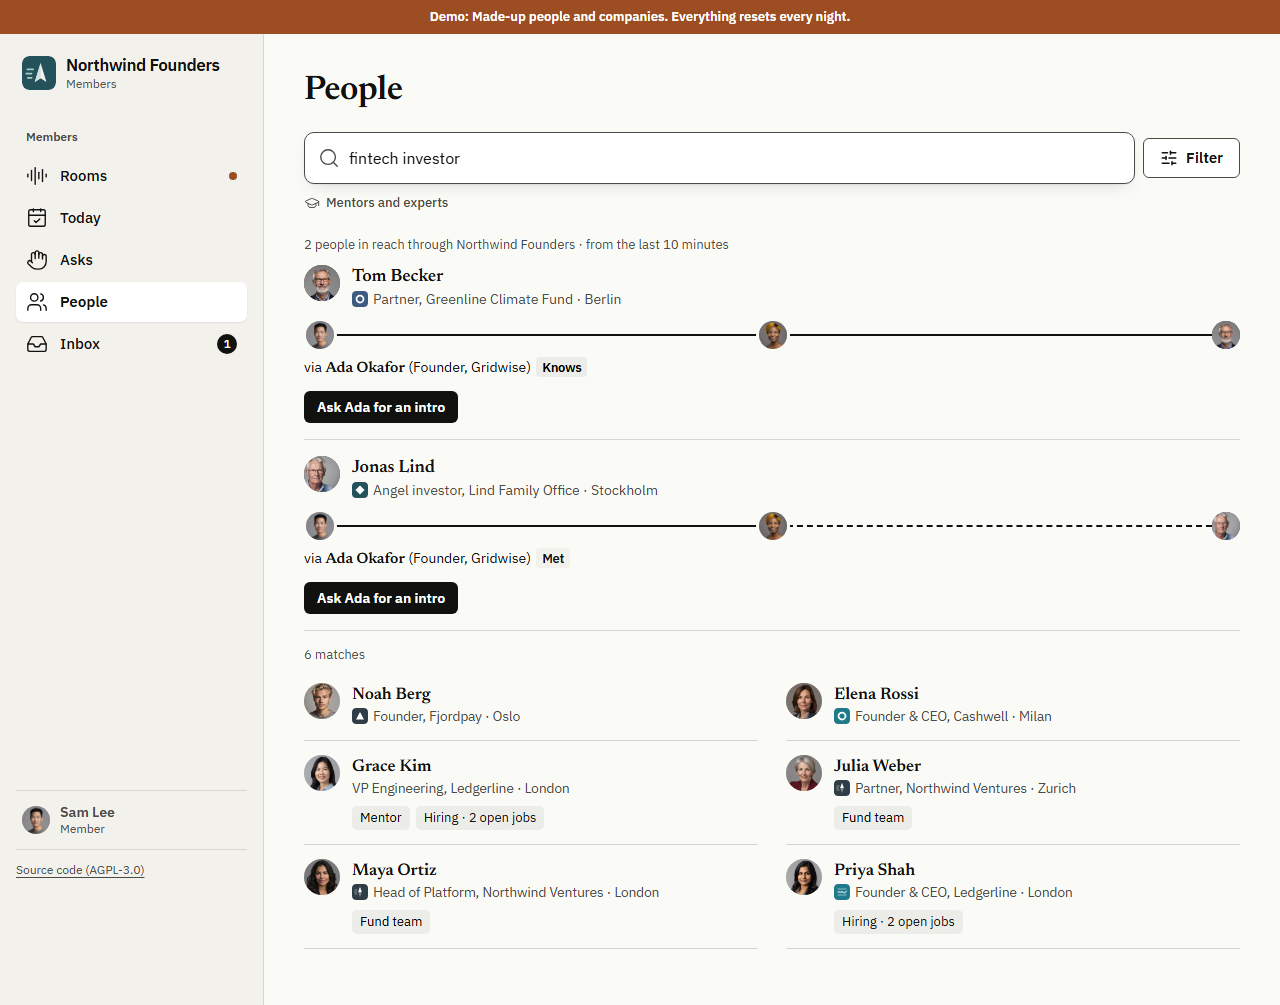 Demo: Made-up people and companies. Everything resets every night.
Northwind Founders
Members
Members
Rooms
Today
Asks
People
Inbox
1
Sam Lee
Member
Source code (AGPL-3.0)
People
fintech investor
Filter
Mentors and experts
2 people in reach through Northwind Founders · from the last 10 minutes
Tom Becker
Partner, Greenline Climate Fund · Berlin
via Ada Okafor (Founder, Gridwise) Knows
Ask Ada for an intro
Jonas Lind
Angel investor, Lind Family Office · Stockholm
via Ada Okafor (Founder, Gridwise) Met
Ask Ada for an intro
6 matches
Noah Berg
Founder, Fjordpay · Oslo
Elena Rossi
Founder & CEO, Cashwell · Milan
Grace Kim
VP Engineering, Ledgerline · London
Mentor
Hiring · 2 open jobs
Julia Weber
Partner, Northwind Ventures · Zurich
Fund team
Maya Ortiz
Head of Platform, Northwind Ventures · London
Fund team
Priya Shah
Founder & CEO, Ledgerline · London
Hiring · 2 open jobs